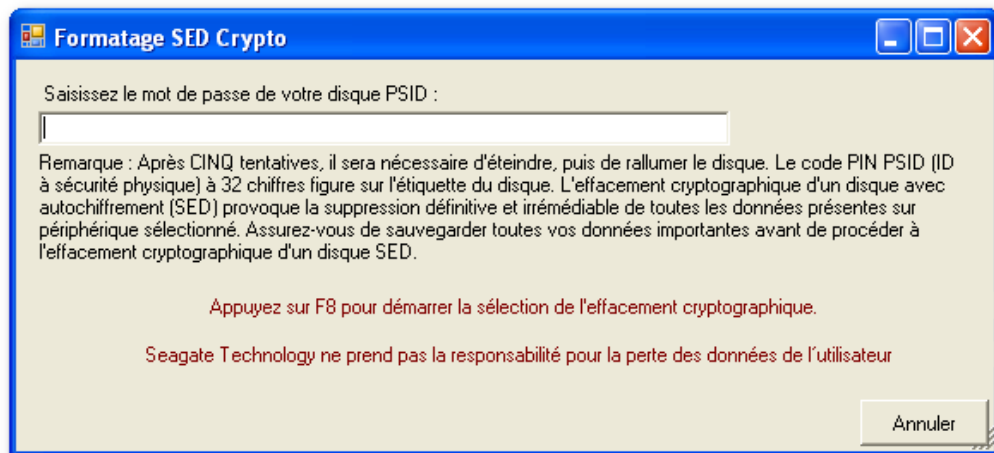 Formatage SED Crypto
Saisissez le mot de passe de votre disque PSID :
Remarque : Après CINQ tentatives, il sera nécessaire d'éteindre, puis de rallumer le disque. Le code PIN PSID (ID
à sécurité physique) à 32 chiffres figure sur l'étiquette du disque. L'effacement cryptographique d'un disque avec
autochiffrement (SED) provoque la suppression définitive et irrémédiable de toutes les données présentes sur
périphérique sélectionné. Assurez-vous de sauvegarder toutes vos données importantes avant de procéder à
l'effacement cryptographique d'un disque SED.
Appuyez sur F8 pour démarrer la sélection de l'effacement cryptographique.
Seagate Technology ne prend pas la responsabilité pour la perte des données de l´utilisateur
Annuler